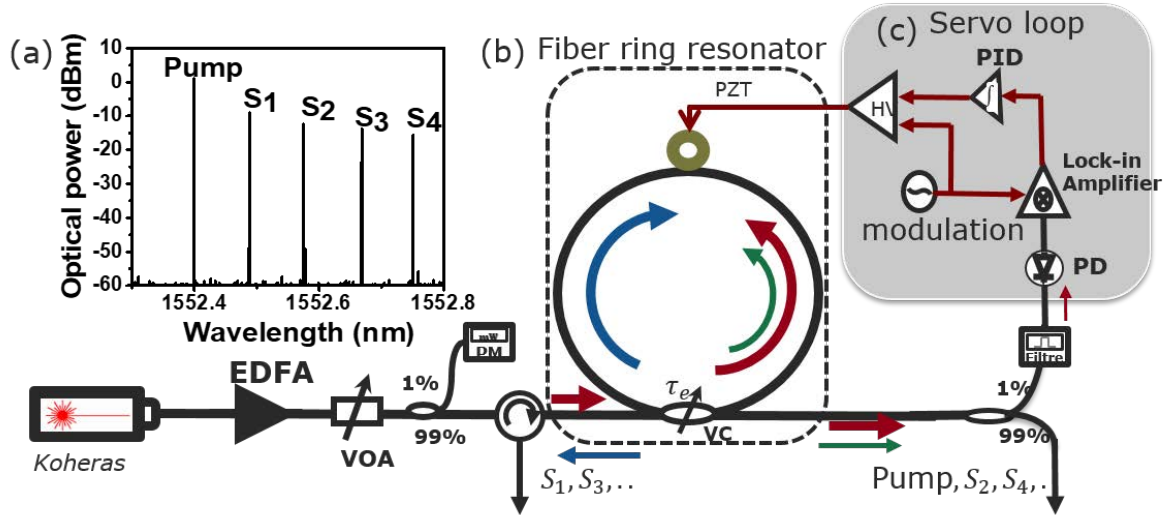 (a)
10
0
-10
-20
-30
-40
-50
-60
Optical power (dBm)
Pump
S1
S2
S3
S4
1552.4
1552.6
1552.8
Wavelength (nm)
(b)
Fiber ring resonator
PZT
(c)
Servo loop
PID
∫
HV
Lock-in
Amplifier
modulation
PD
Filtre
mW
PM
EDFA
1%
99%
VOA
Koheras
τe
VC
1%
99%
S1, S3, ..
Pump, S2, S4, .